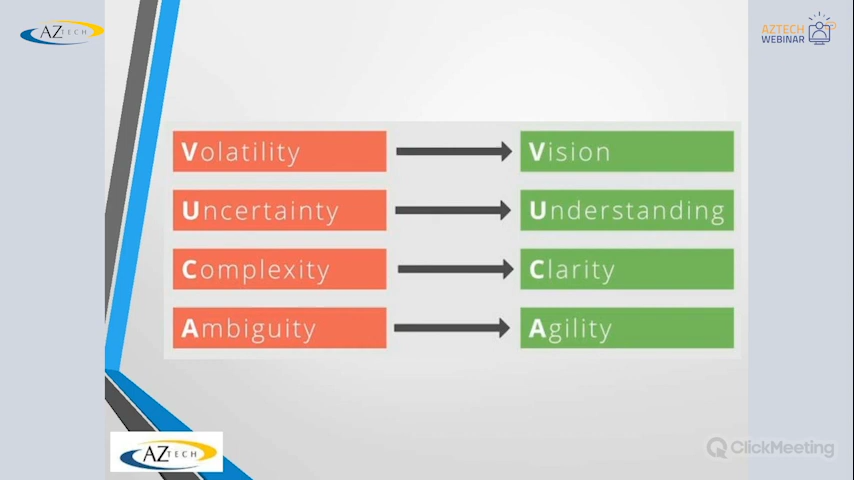 AZTECH
AZTECH
WEBINAR
Volatility
Vision
Uncertainty
Understanding
Complexity
Clarity
Ambiguity
Agility
AZTECH
ClickMeeting